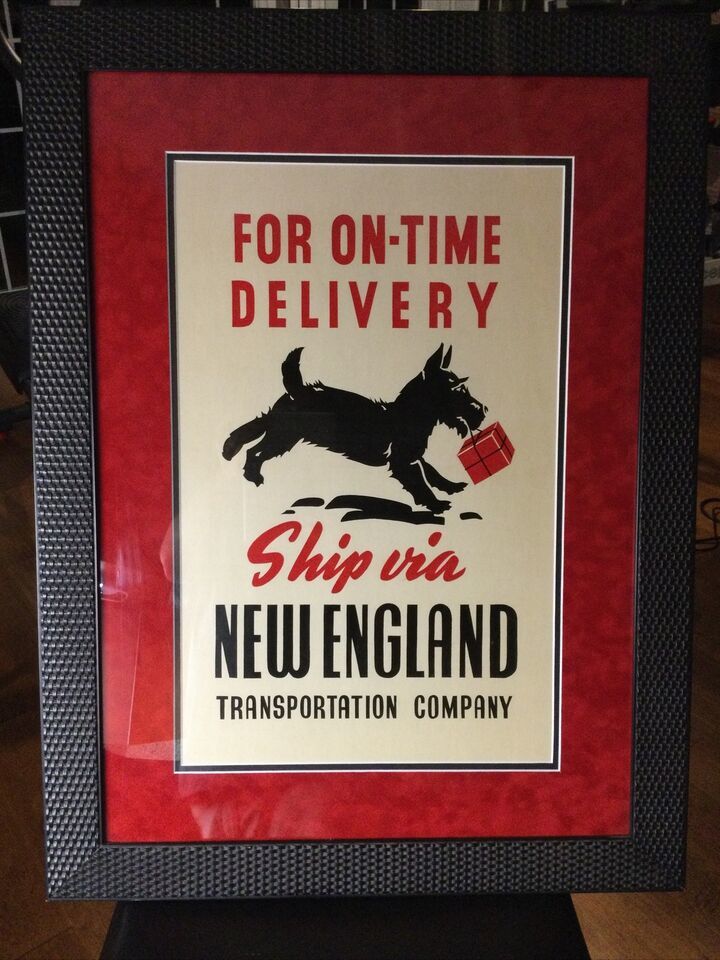 FOR ON-TIME
DELIVERY
Ship via
NEW ENGLAND
TRANSPORTATION COMPANY